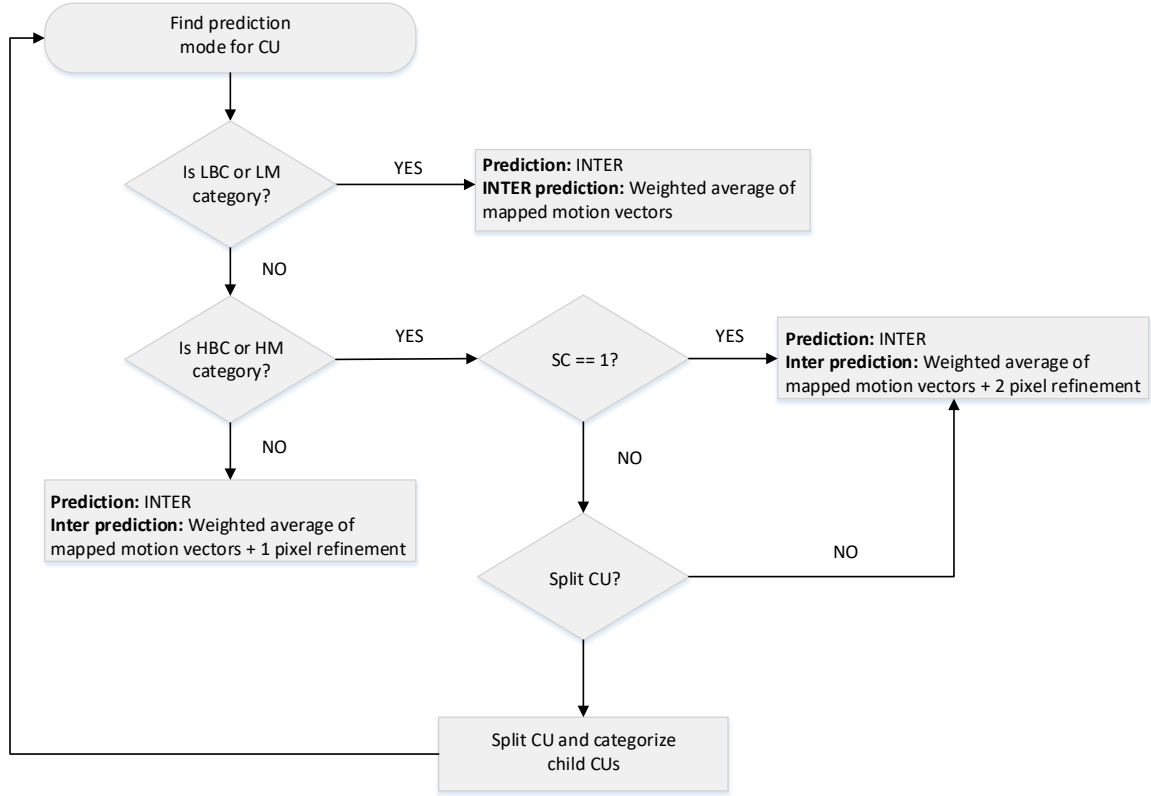 Find prediction
mode for CU
Is LBC or LM
category?
YES
Prediction: INTER
INTER prediction: Weighted average of
mapped motion vectors
NO
Is HBC or HM
category?
YES
SC == 1?
YES
Prediction: INTER
Inter prediction: Weighted average of
mapped motion vectors + 2 pixel refinement
NO
NO
Prediction: INTER
Inter prediction: Weighted average of
mapped motion vectors + 1 pixel refinement
Split CU?
NO
Split CU and categorize
child CUs